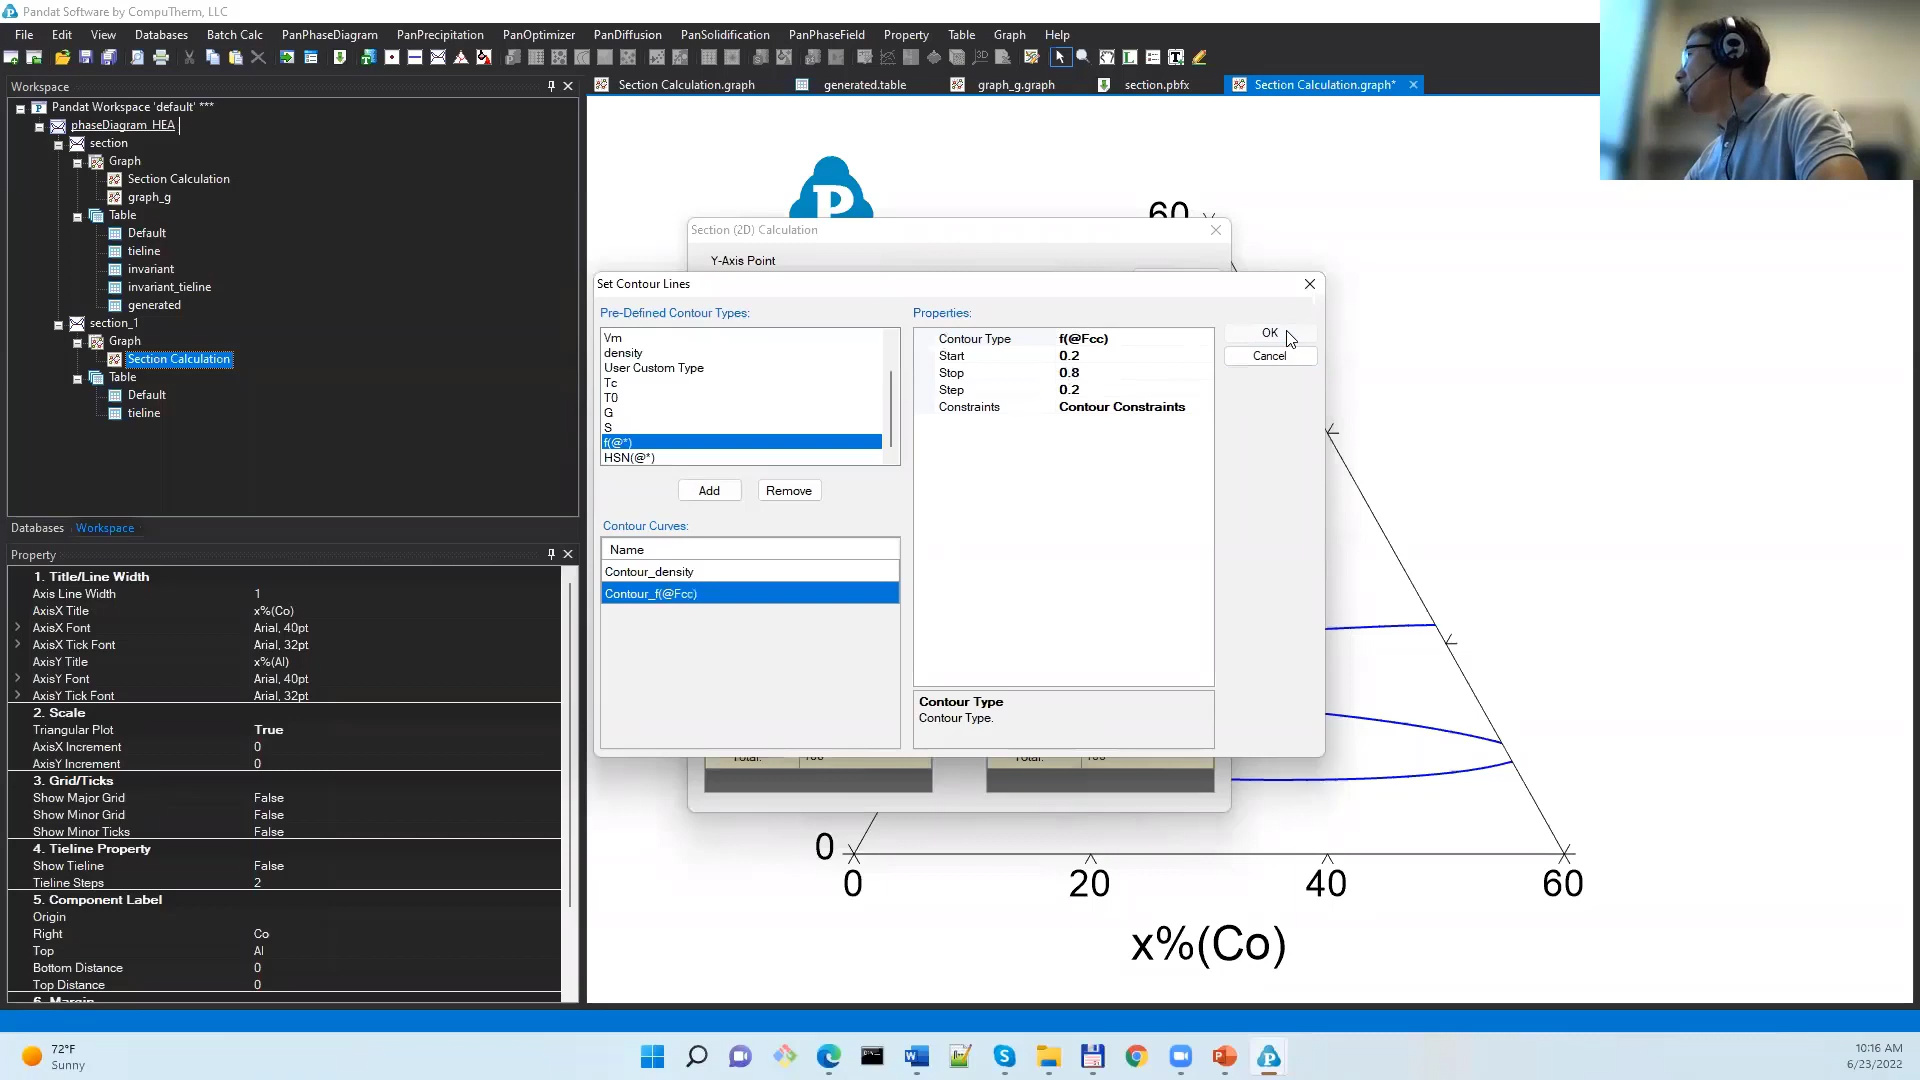 Pandat Software by CompuTherm, LLC
File Edit View Databases Batch Calc PanPhaseDiagram PanPrecipitation PanOptimizer PanDiffusion PanSolidification PanPhaseField Property Table Graph Help
Workspace
Section Calculation.graph generated.table graph_g.graph section.pbfx Section Calculation.graph*
Pandat Workspace 'default' ***
phaseDiagram_HEA
section
Graph
Section Calculation
graph_g
Table
Default
tieline
invariant
invariant_tieline
generated
section_1
Graph
Section Calculation
Table
Default
tieline
Databases Workspace
Property
1. Title/Line Width
Axis Line Width 1
AxisX Title x%(Co)
AxisX Font Arial, 40pt
AxisX Tick Font Arial, 32pt
AxisY Title x%(Al)
AxisY Font Arial, 40pt
AxisY Tick Font Arial, 32pt
2. Scale
Triangular Plot True
AxisX Increment 0
AxisY Increment 0
3. Grid/Ticks
Show Major Grid False
Show Minor Grid False
Show Minor Ticks False
4. Tieline Property
Show Tieline False
Tieline Steps 2
5. Component Label
Origin
Right Co
Top Al
Bottom Distance 0
Top Distance 0
6. Margin
P
60
Section (2D) Calculation
Y-Axis Point
Set Contour Lines
Pre-Defined Contour Types:
Vm
density
User Custom Type
Tc
T0
G
S
f(@*)
HSN(@*)
Add Remove
Contour Curves:
Name
Contour_density
Contour_f(@Fcc)
Properties:
Contour Type f(@Fcc)
Start 0.2
Stop 0.8
Step 0.2
Constraints Contour Constraints
Contour Type
Contour Type.
OK
Cancel
Total: 100 Total: 100
0
0 20 40 60
x%(Co)
72°F
Sunny
10:16 AM
6/23/2022